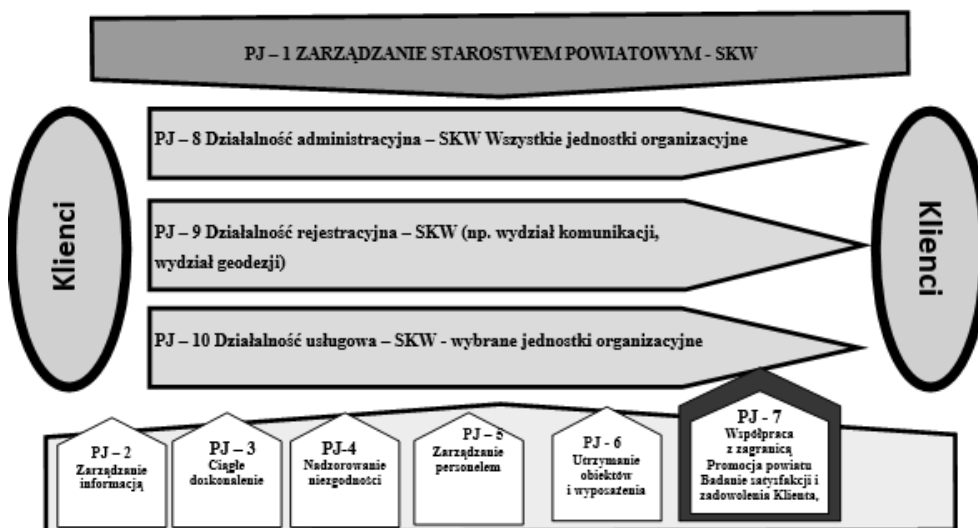 PJ – 1 ZARZĄDZANIE STAROSTWEM POWIATOWYM - SKW
Klienci
PJ – 8 Działalność administracyjna – SKW Wszystkie jednostki organizacyjne
PJ – 9 Działalność rejestracyjna – SKW (np. wydział komunikacji,
wydział geodezji)
PJ – 10 Działalność usługowa – SKW - wybrane jednostki organizacyjne
Klienci
PJ – 2
Zarządzanie
informacją
PJ – 3
Ciągłe
doskonalenie
PJ-4
Nadzorowanie
niezgodności
PJ – 5
Zarządzanie
personelem
PJ - 6
Utrzymanie
obiektów
i wyposażenia
PJ - 7
Współpraca
z zagranicą
Promocja powiatu
Badanie satysfakcji i
zadowolenia Klienta,